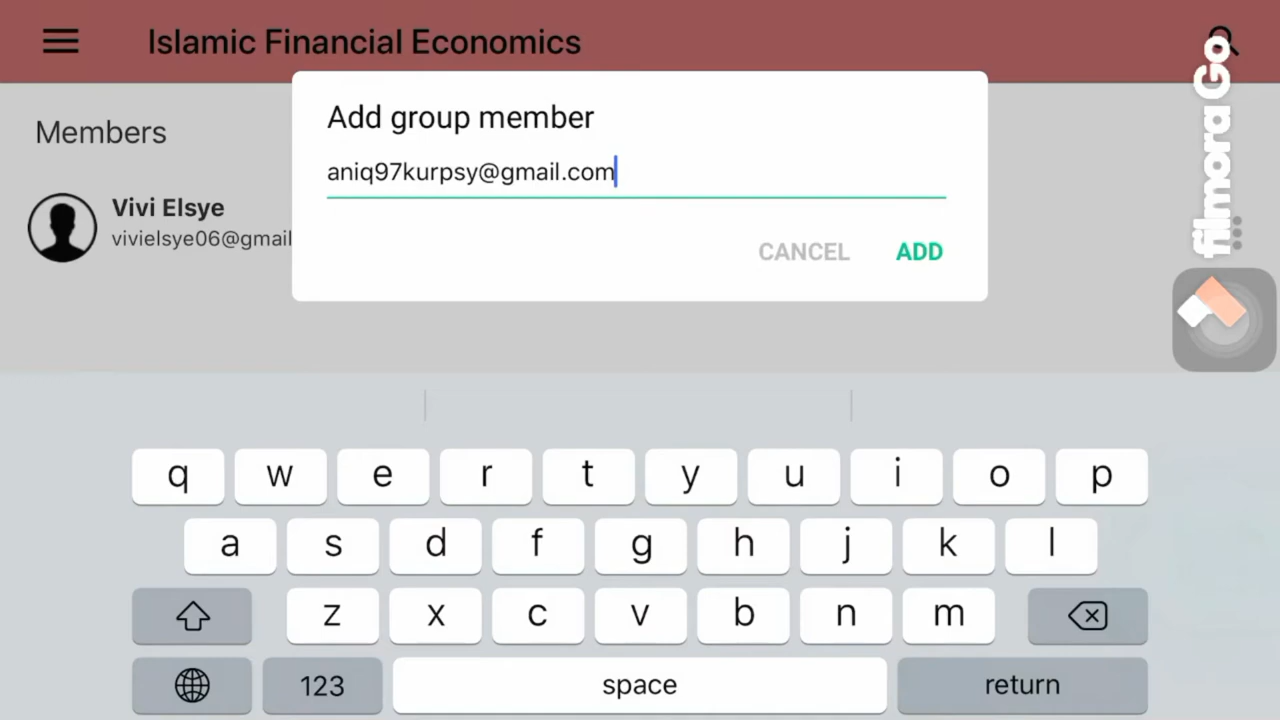 Islamic Financial Economics
filmora Go
Add group member
aniq97kurpsy@gmail.com
CANCEL ADD
Members
Vivi Elsye
vivielsye06@gmail
q w e r t y u i o p
a s d f g h j k l
z x c v b n m
123 space return